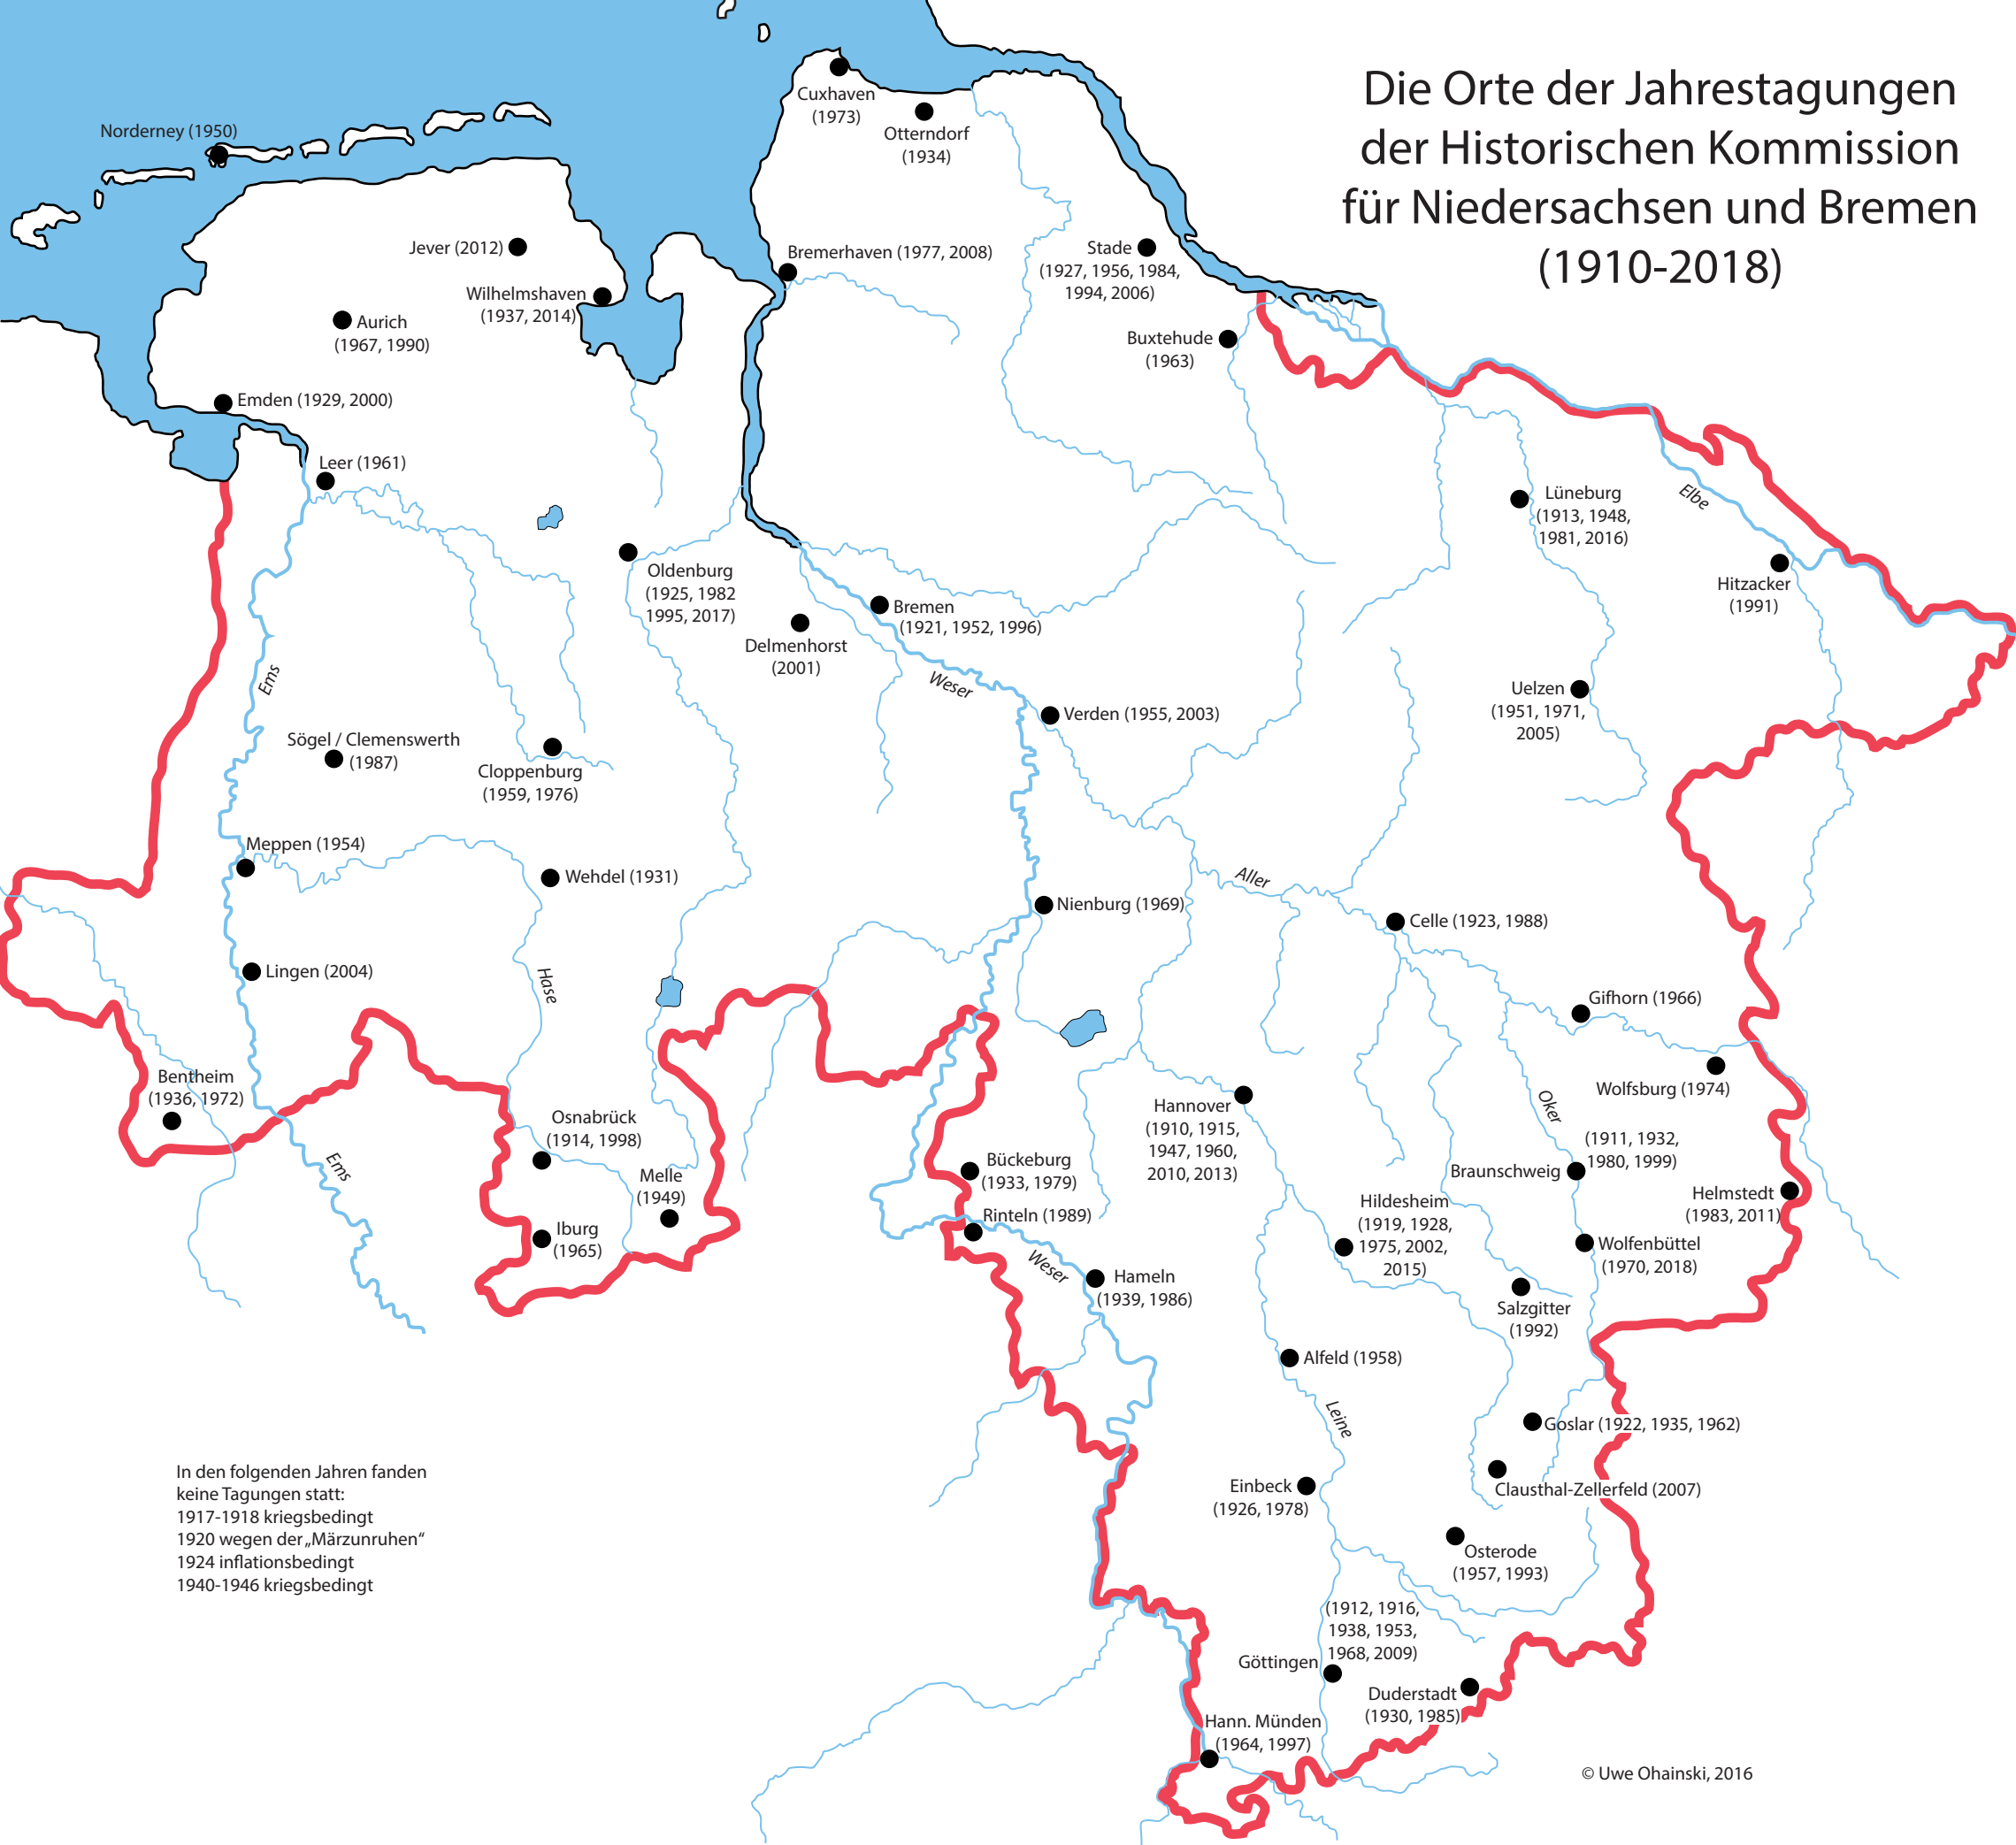 Die Orte der Jahrestagungen
der Historischen Kommission
für Niedersachsen und Bremen
(1910-2018)
Cuxhaven
(1973)
Otterndorf
(1934)
Norderney (1950)
Jever (2012)
Wilhelmshaven
(1937, 2014)
Aurich
(1967, 1990)
Emden (1929, 2000)
Leer (1961)
Bremerhaven (1977, 2008)
Stade
(1927, 1956, 1984,
1994, 2006)
Buxtehude
(1963)
Lüneburg
(1913, 1948,
1981, 2016)
Elbe
Hitzacker
(1991)
Oldenburg
(1925, 1982
1995, 2017)
Delmenhorst
(2001)
Bremen
(1921, 1952, 1996)
Weser
Ems
Verden (1955, 2003)
Uelzen
(1951, 1971,
2005)
Sögel / Clemenswerth
(1987)
Cloppenburg
(1959, 1976)
Meppen (1954)
Wehdel (1931)
Aller
Nienburg (1969)
Celle (1923, 1988)
Lingen (2004)
Hase
Gifhorn (1966)
Wolfsburg (1974)
Bentheim
(1936, 1972)
Ems
Osnabrück
(1914, 1998)
Melle
(1949)
Iburg
(1965)
Hannover
(1910, 1915,
1947, 1960,
2010, 2013)
Oker
(1911, 1932,
1980, 1999)
Braunschweig
Bückeburg
(1933, 1979)
Rinteln (1989)
Weser
Hameln
(1939, 1986)
Hildesheim
(1919, 1928,
1975, 2002,
2015)
Helmstedt
(1983, 2011)
Wolfenbüttel
(1970, 2018)
Salzgitter
(1992)
Alfeld (1958)
Leine
Goslar (1922, 1935, 1962)
Clausthal-Zellerfeld (2007)
Einbeck
(1926, 1978)
Osterode
(1957, 1993)
(1912, 1916,
1938, 1953,
1968, 2009)
Göttingen
Duderstadt
(1930, 1985)
Hann. Münden
(1964, 1997)
In den folgenden Jahren fanden
keine Tagungen statt:
1917-1918 kriegsbedingt
1920 wegen der „Märzunruhen“
1924 inflationsbedingt
1940-1946 kriegsbedingt
© Uwe Ohainski, 2016